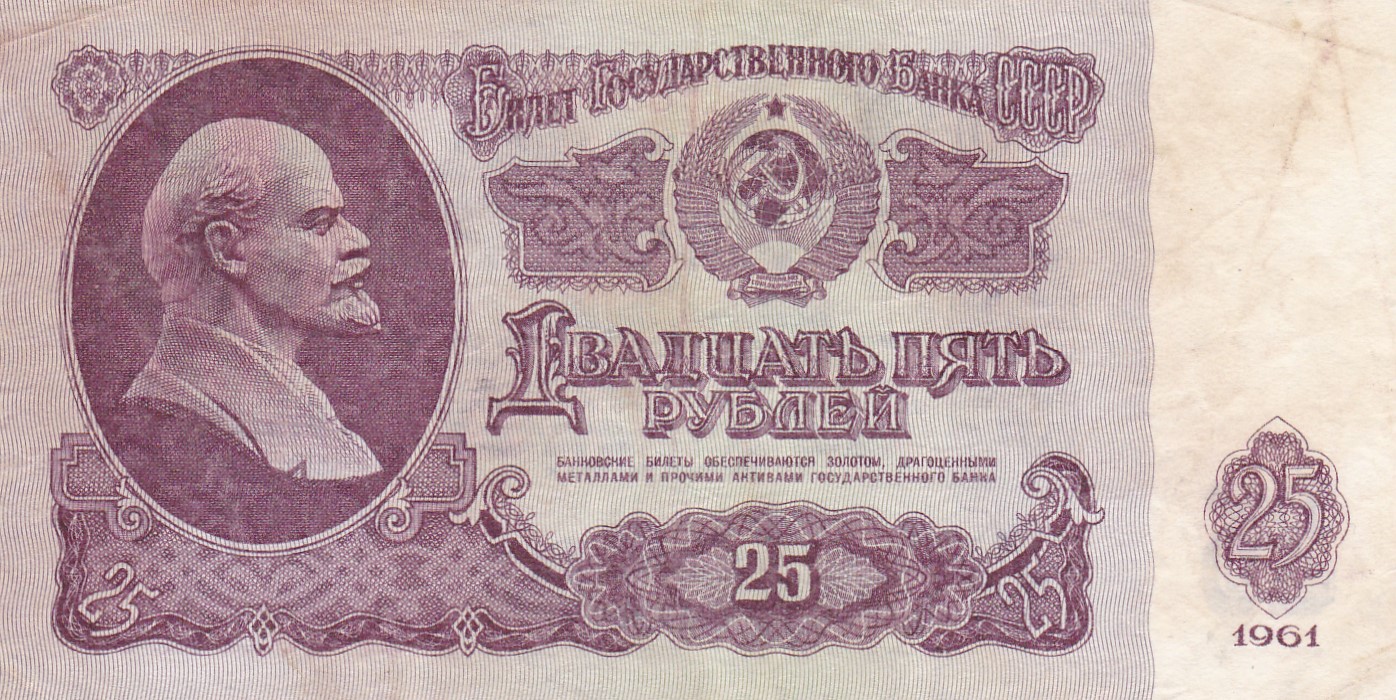 Билет Государственного Банка СССР
Двадцать пять
рублей
БАНКОВСКИЕ БИЛЕТЫ ОБЕСПЕЧИВАЮТСЯ ЗОЛОТОМ, ДРАГОЦЕННЫМИ
МЕТАЛЛАМИ И ПРОЧИМИ АКТИВАМИ ГОСУДАРСТВЕННОГО БАНКА
25
25
25
25
1961